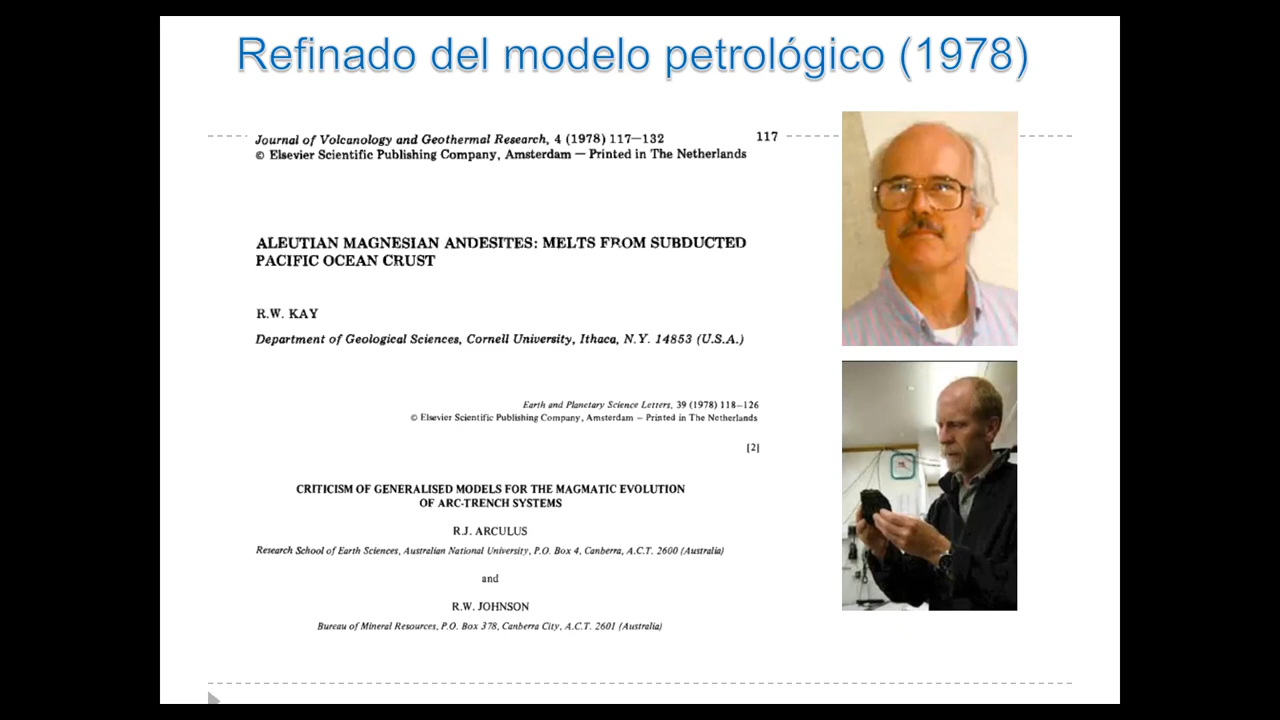 Refinado del modelo petrológico (1978)
Journal of Volcanology and Geothermal Research, 4 (1978) 117—132
117
© Elsevier Scientific Publishing Company, Amsterdam — Printed in The Netherlands
ALEUTIAN MAGNESIAN ANDESITES: MELTS FROM SUBDUCTED
PACIFIC OCEAN CRUST
R.W. KAY
Department of Geological Sciences, Cornell University, Ithaca, N.Y. 14853 (U.S.A.)
Earth and Planetary Science Letters, 39 (1978) 118–126
© Elsevier Scientific Publishing Company, Amsterdam – Printed in The Netherlands
[2]
CRITICISM OF GENERALISED MODELS FOR THE MAGMATIC EVOLUTION
OF ARC-TRENCH SYSTEMS
R.J. ARCULUS
Research School of Earth Sciences, Australian National University, P.O. Box 4, Canberra, A.C.T. 2600 (Australia)
and
R.W. JOHNSON
Bureau of Mineral Resources, P.O. Box 378, Canberra City, A.C.T. 2601 (Australia)